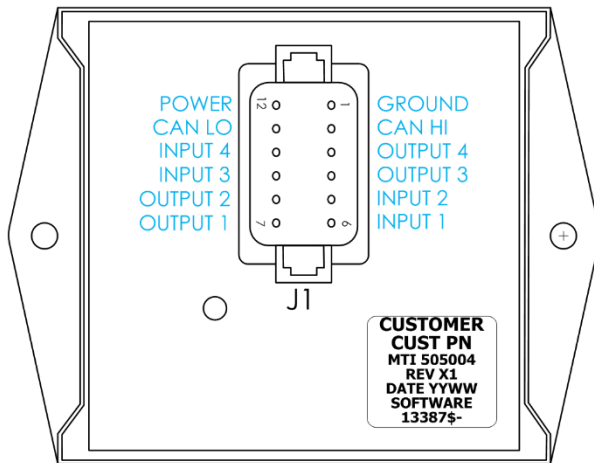 POWER 12 1 GROUND
CAN LO CAN HI
INPUT 4 OUTPUT 4
INPUT 3 OUTPUT 3
OUTPUT 2 INPUT 2
OUTPUT 1 7 6 INPUT 1
J1
CUSTOMER
CUST PN
MTI 505004
REV X1
DATE YYWW
SOFTWARE
13387$-